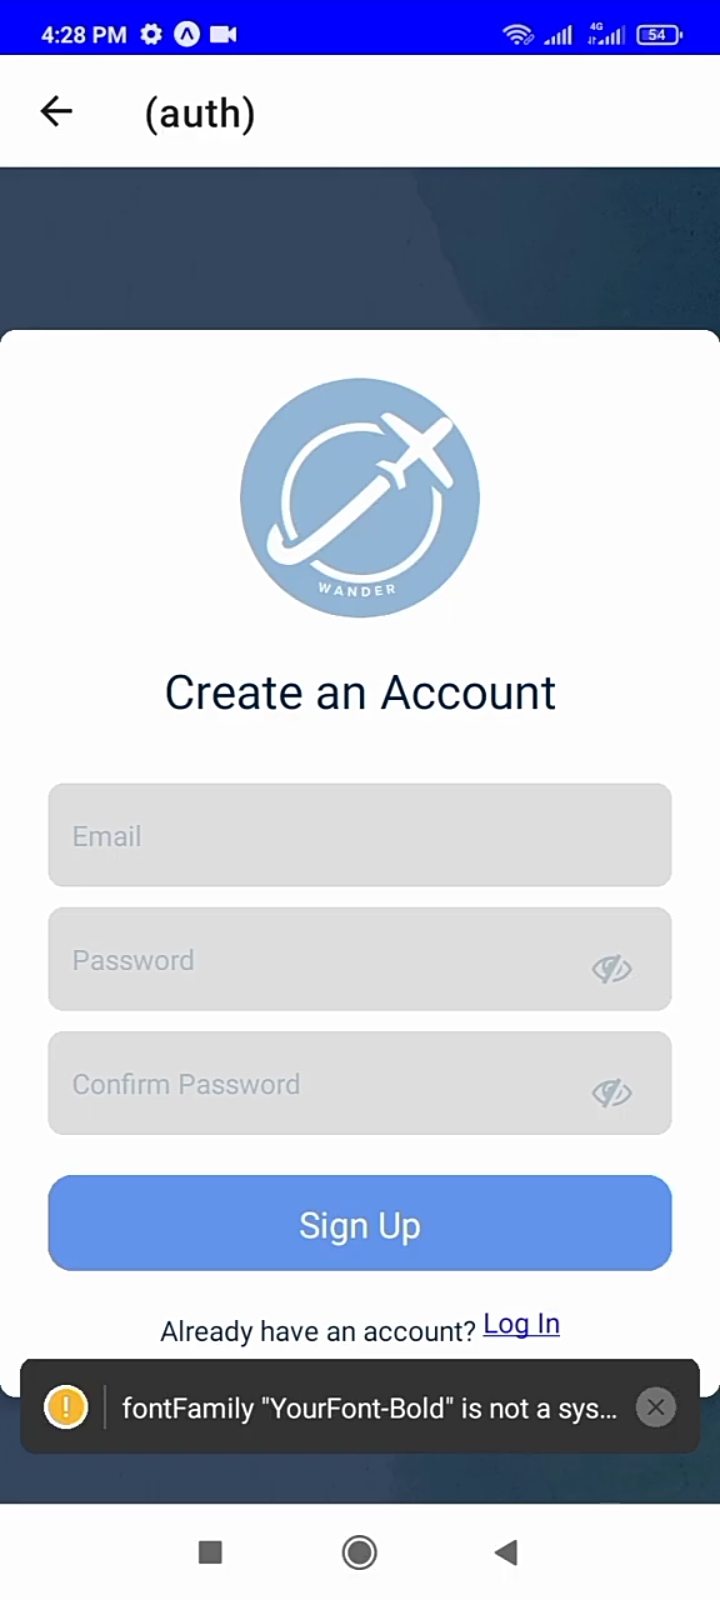 4:28 PM 4G 54
(auth)
WANDER
Create an Account
Email
Password
Confirm Password
Sign Up
Already have an account? Log In
fontFamily "YourFont-Bold" is not a sys...